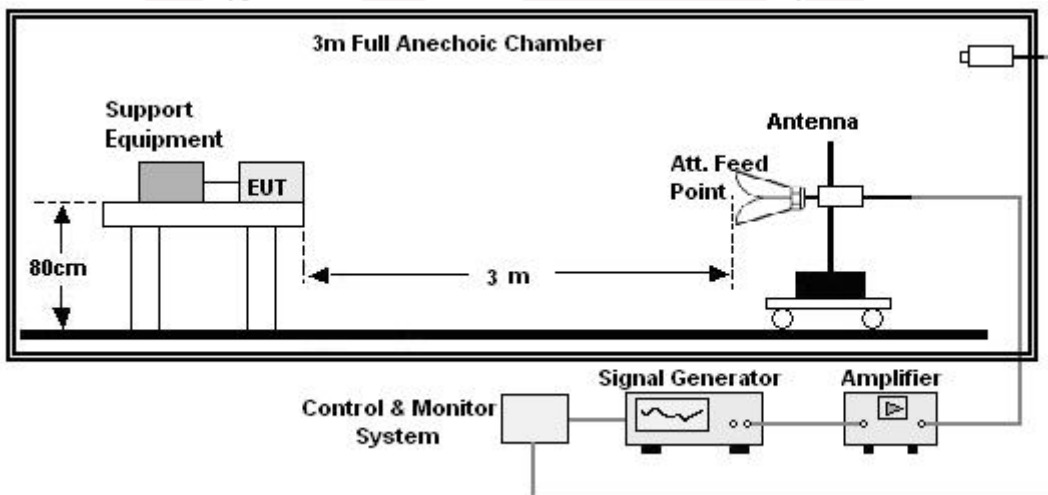 3m Full Anechoic Chamber
Support
Equipment
EUT
Antenna
Att. Feed
Point
80cm
3 m
Signal Generator
Amplifier
Control & Monitor
System